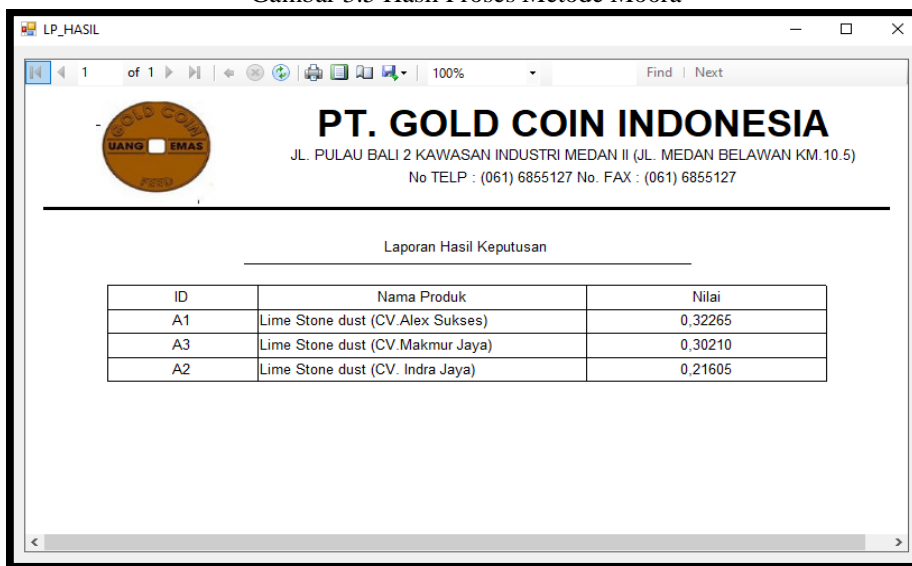 Gambar 5.5 Hasil Proses Metode Moora
LP_HASIL
1 of 1 100% Find | Next
GOLD COIN
UANG EMAS
FEED
PT. GOLD COIN INDONESIA
JL. PULAU BALI 2 KAWASAN INDUSTRI MEDAN II (JL. MEDAN BELAWAN KM.10.5)
No TELP : (061) 6855127 No. FAX : (061) 6855127
Laporan Hasil Keputusan
ID Nama Produk Nilai
A1 Lime Stone dust (CV.Alex Sukses) 0,32265
A3 Lime Stone dust (CV.Makmur Jaya) 0,30210
A2 Lime Stone dust (CV. Indra Jaya) 0,21605